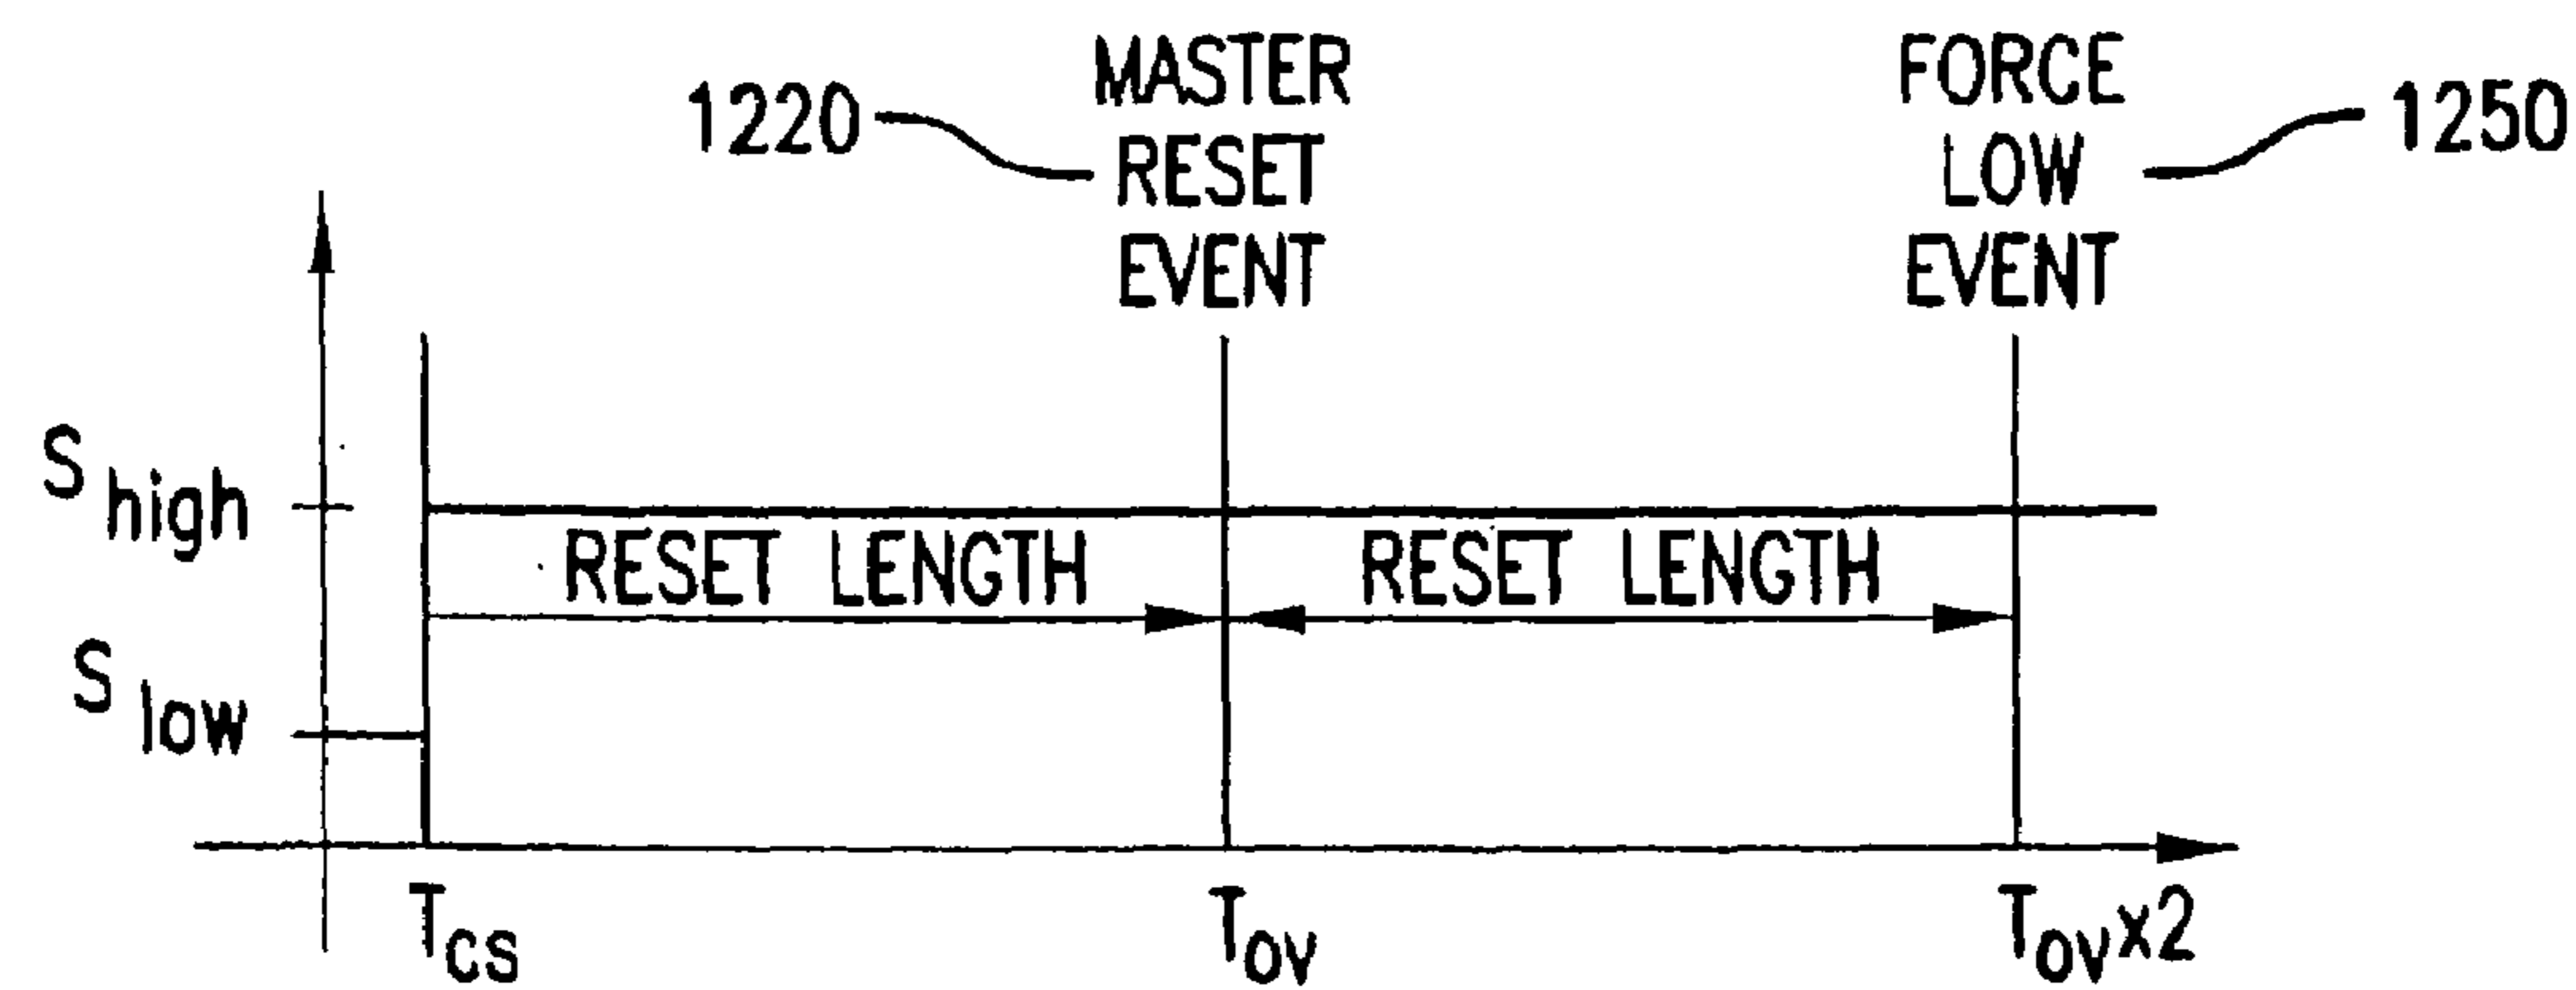 1220
MASTER
RESET
EVENT
FORCE
LOW
EVENT
1250
S high
RESET LENGTH
RESET LENGTH
S low
Tcs
Tov
Tovx2